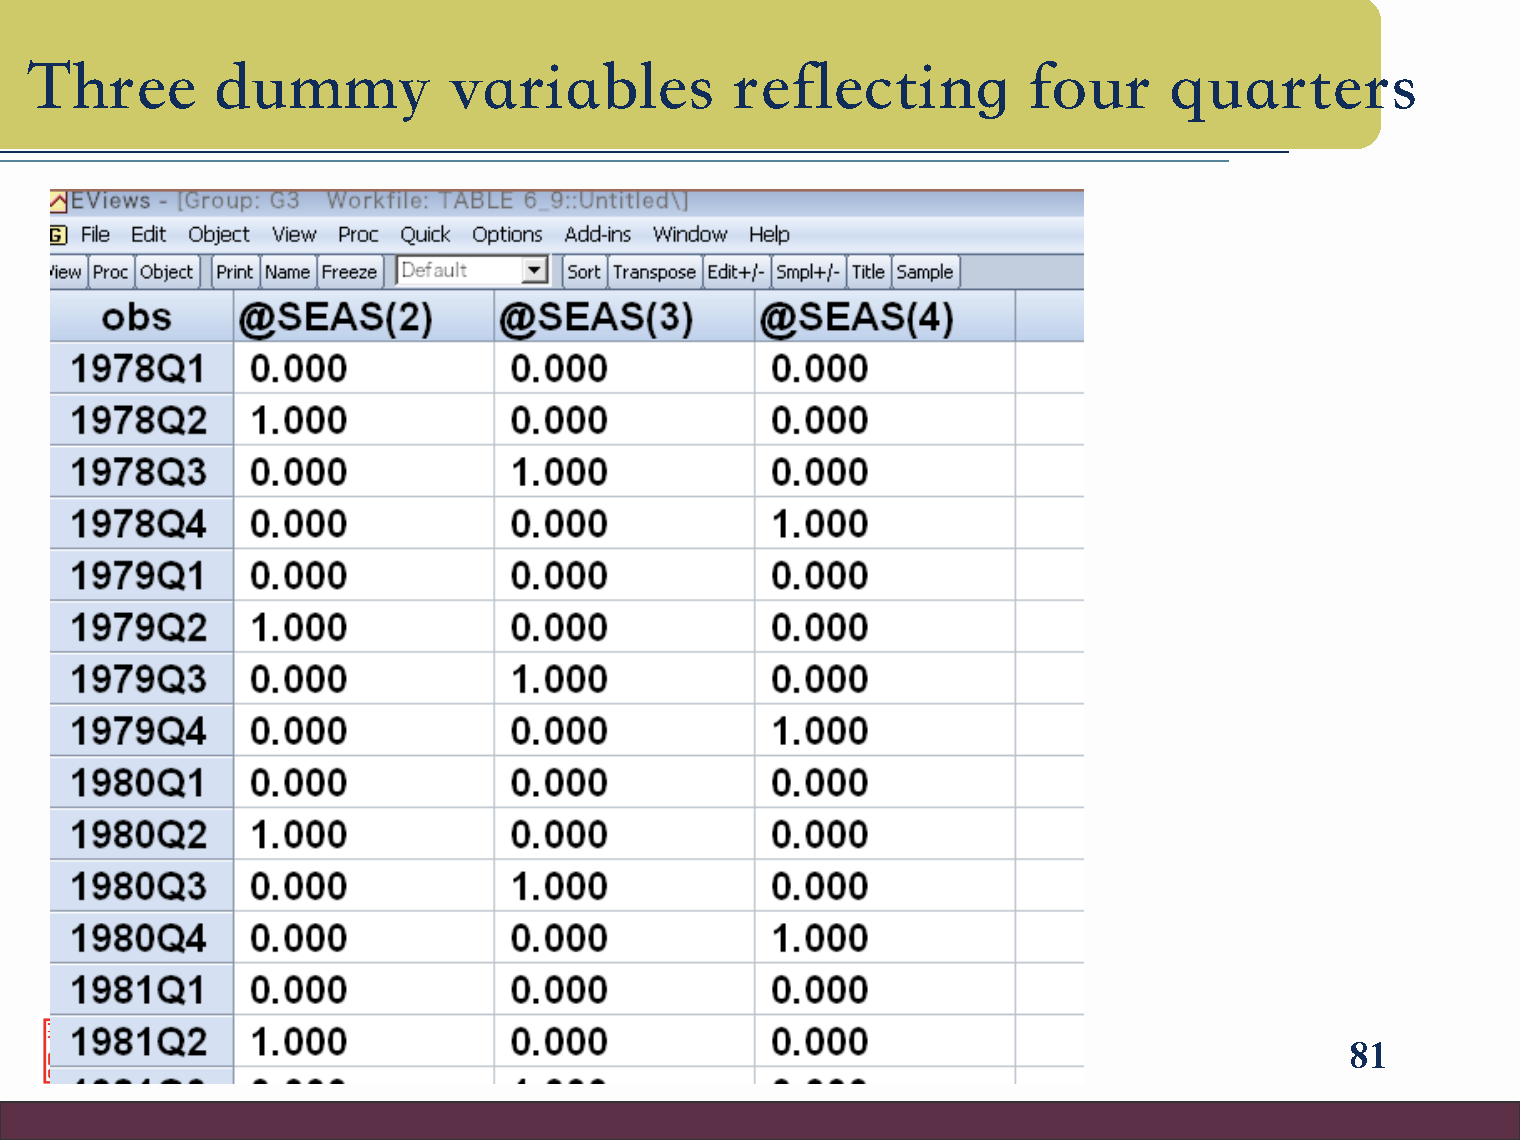 Three dummy variables reflecting four quarters
EViews - [Group: G3 Workfile: TABLE 6_9::Untitled\]
File Edit Object View Proc Quick Options Add-ins Window Help
Proc Object Print Name Freeze Default Sort Transpose Edit+/- Smpl+/- Title Sample
obs @SEAS(2) @SEAS(3) @SEAS(4)
1978Q1 0.000 0.000 0.000
1978Q2 1.000 0.000 0.000
1978Q3 0.000 1.000 0.000
1978Q4 0.000 0.000 1.000
1979Q1 0.000 0.000 0.000
1979Q2 1.000 0.000 0.000
1979Q3 0.000 1.000 0.000
1979Q4 0.000 0.000 1.000
1980Q1 0.000 0.000 0.000
1980Q2 1.000 0.000 0.000
1980Q3 0.000 1.000 0.000
1980Q4 0.000 0.000 1.000
1981Q1 0.000 0.000 0.000
1981Q2 1.000 0.000 0.000
81